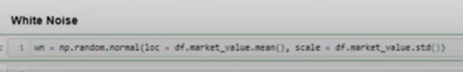 White Noise
1 wn = np.random.normal(loc = df.market_value.mean(), scale = df.market_value.std())